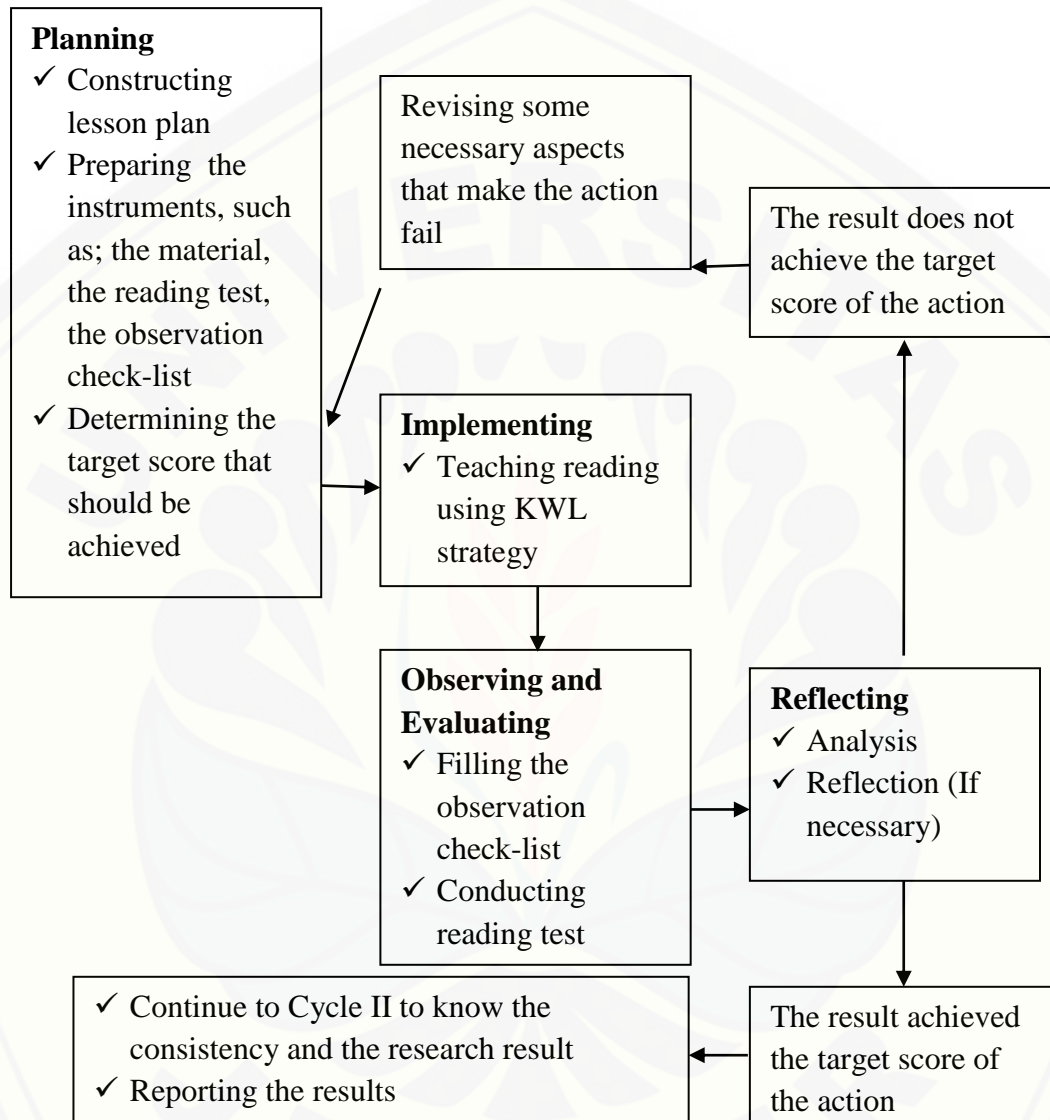 Planning
✓ Constructing
lesson plan
✓ Preparing the
instruments, such
as; the material,
the reading test,
the observation
check-list
✓ Determining the
target score that
should be
achieved
Revising some
necessary aspects
that make the action
fail
The result does not
achieve the target
score of the action
Implementing
✓ Teaching reading
using KWL
strategy
Observing and
Evaluating
✓ Filling the
observation
check-list
✓ Conducting
reading test
Reflecting
✓ Analysis
✓ Reflection (If
necessary)
✓ Continue to Cycle II to know the
consistency and the research result
✓ Reporting the results
The result achieved
the target score of
the action
UNIVERSITAS